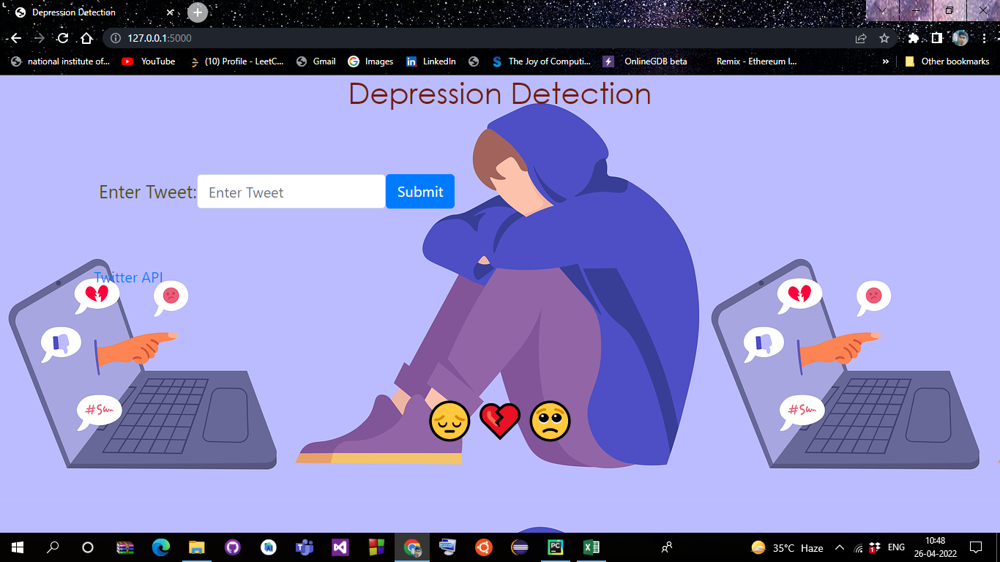 Depression Detection
127.0.0.1:5000
national institute of... YouTube (10) Profile - LeetC... Gmail Images LinkedIn The Joy of Computi... OnlineGDB beta Remix - Ethereum I... » Other bookmarks
Depression Detection
Enter Tweet: Enter Tweet Submit
Twitter API
#Sun #Sun
35°C Haze ENG 10:48
26-04-2022